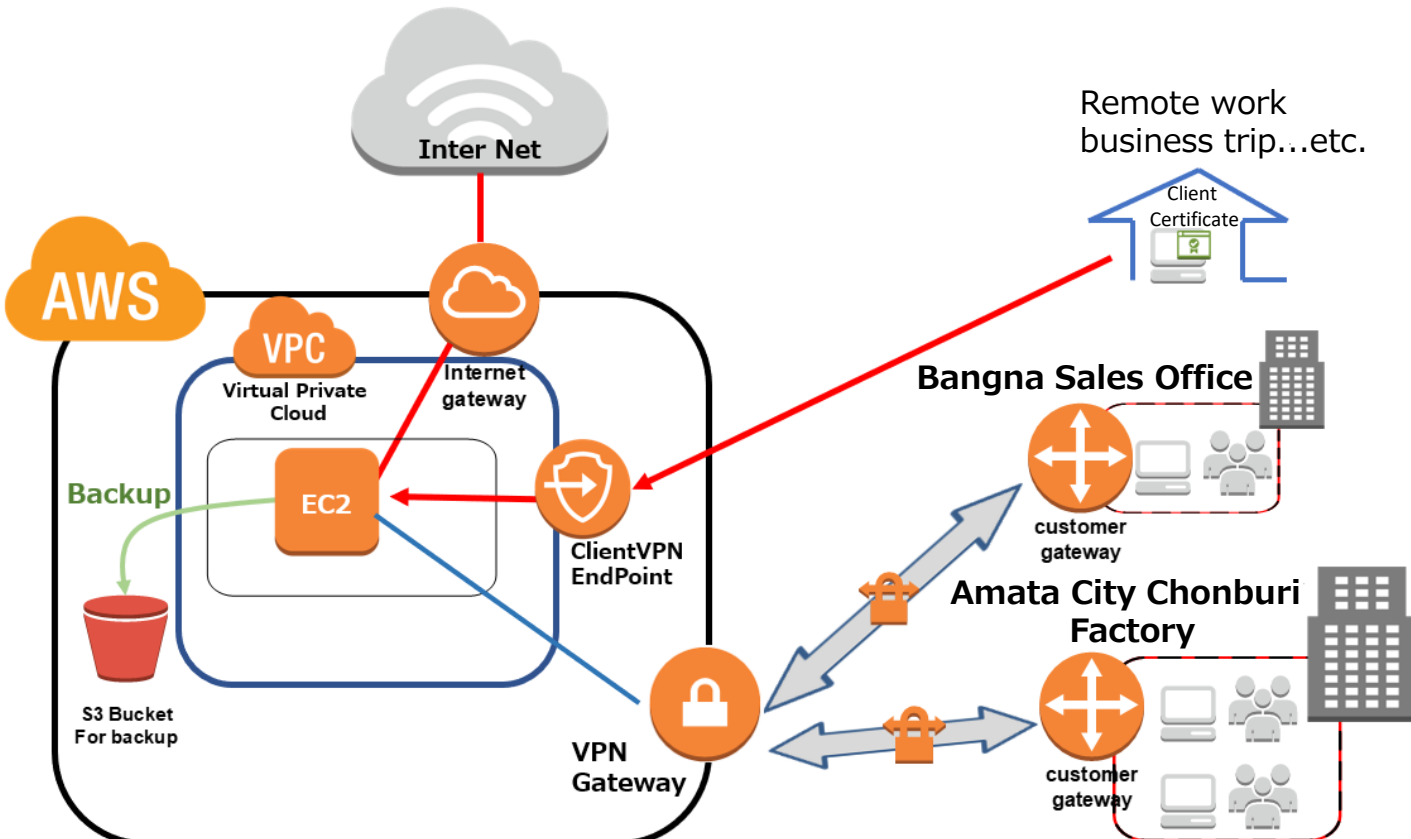 Inter Net
Remote work
business trip...etc.
Client
Certificate
AWS
VPC
Virtual Private
Cloud
Internet
gateway
Bangna Sales Office
Backup
EC2
ClientVPN
EndPoint
customer
gateway
Amata City Chonburi
Factory
S3 Bucket
For backup
VPN
Gateway
customer
gateway